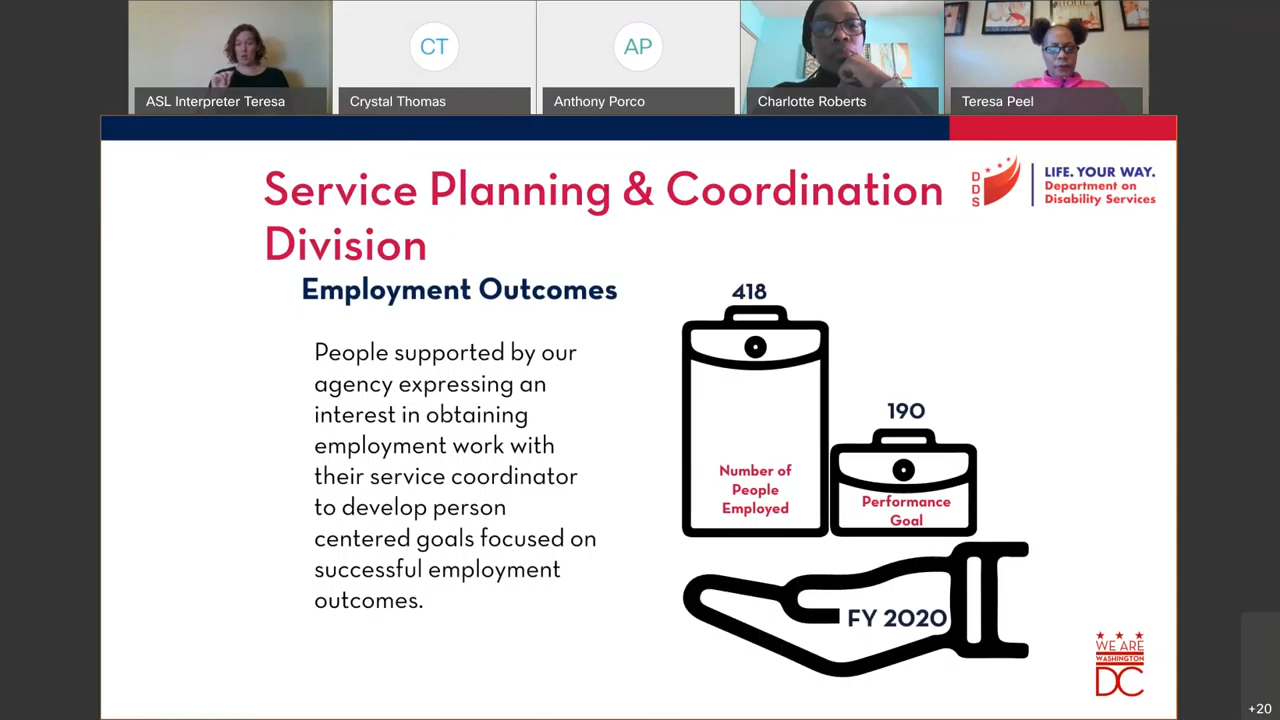 CT
AP
ASL Interpreter Teresa
Crystal Thomas
Anthony Porco
Charlotte Roberts
Teresa Peel
Service Planning & Coordination
Division
DDS
LIFE. YOUR WAY.
Department on
Disability Services
Employment Outcomes
People supported by our
agency expressing an
interest in obtaining
employment work with
their service coordinator
to develop person
centered goals focused on
successful employment
outcomes.
418
Number of
People
Employed
190
Performance
Goal
FY 2020
WE ARE
WASHINGTON
DC
+20